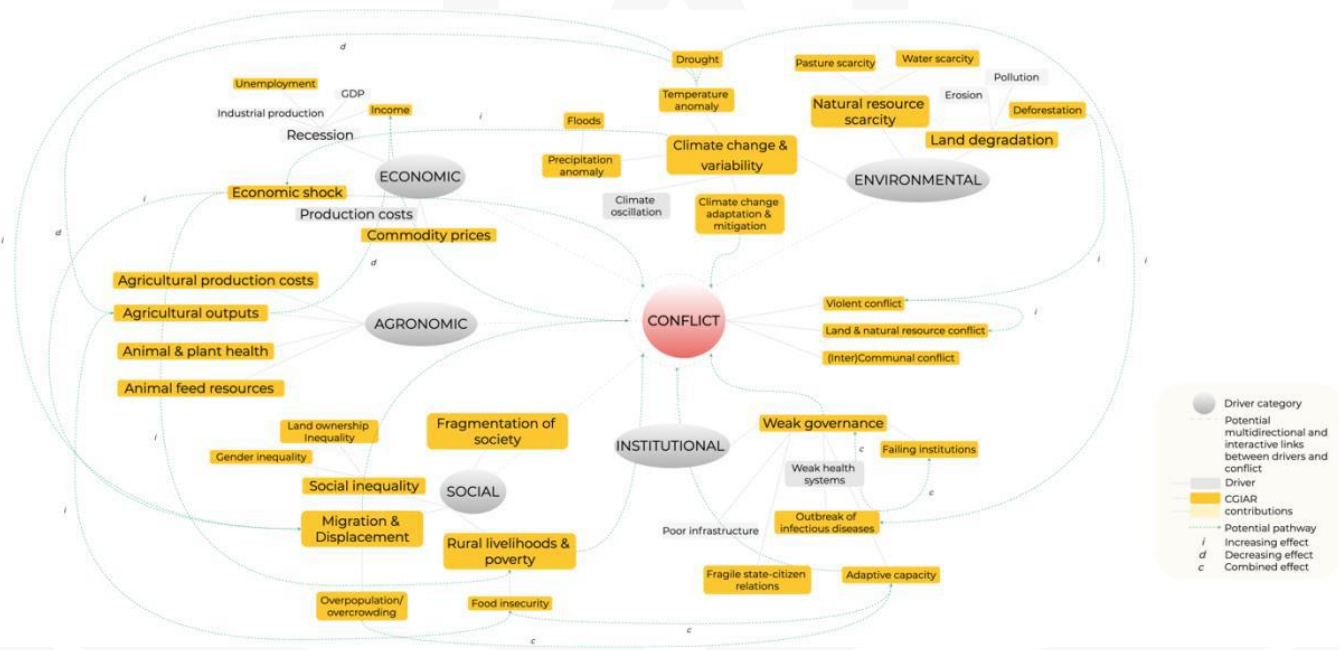 d
Drought
Temperature
anomaly
Pasture scarcity
Water scarcity
Pollution
Natural resource
scarcity
Erosion
Deforestation
Land degradation
ENVIRONMENTAL
Unemployment
GDP
Industrial production
Income
Recession
ECONOMIC
i
Floods
Precipitation
anomaly
Climate change &
variability
Climate
oscillation
Climate change
adaptation &
mitigation
i
Economic shock
Production costs
Commodity prices
i
d
d
i
i
Agricultural production costs
Agricultural outputs
AGRONOMIC
Animal & plant health
Animal feed resources
CONFLICT
Violent conflict
i
Land & natural resource conflict
(Inter)Communal conflict
Land ownership
Inequality
Gender inequality
Fragmentation of
society
i
Social inequality
SOCIAL
Migration &
Displacement
Rural livelihoods &
poverty
i
Overpopulation/
overcrowding
Food insecurity
INSTITUTIONAL
Weak governance
c
Failing institutions
Weak health
systems
c
Outbreak of
infectious diseases
Poor infrastructure
Fragile state-citizen
relations
Adaptive capacity
c
c
Driver category
Potential
multidirectional and
interactive links
between drivers and
conflict
Driver
CGIAR
contributions
Potential pathway
i Increasing effect
d Decreasing effect
c Combined effect